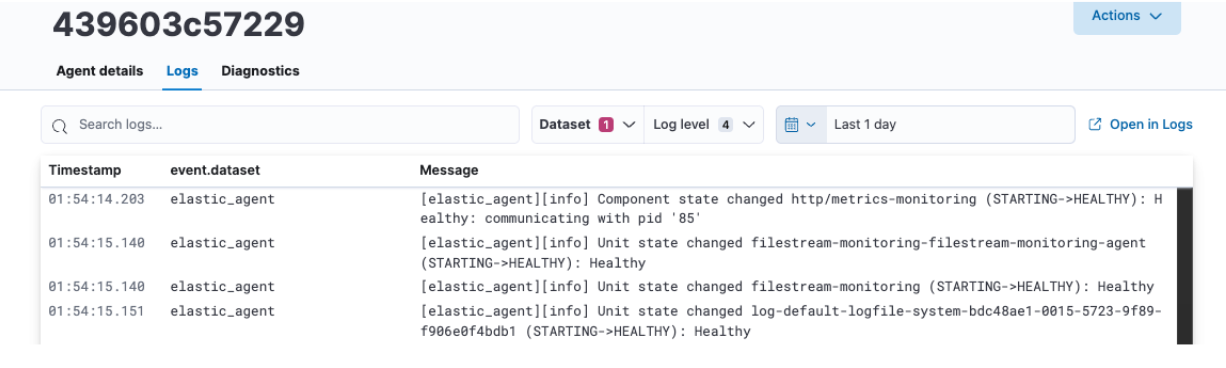 439603c57229
Actions
Agent details Logs Diagnostics
Search logs...
Dataset 1 Log level 4 Last 1 day Open in Logs
Timestamp event.dataset Message
01:54:14.203 elastic_agent [elastic_agent][info] Component state changed http/metrics-monitoring (STARTING->HEALTHY): H
ealthy: communicating with pid '85'
01:54:15.140 elastic_agent [elastic_agent][info] Unit state changed filestream-monitoring-filestream-monitoring-agent
(STARTING->HEALTHY): Healthy
01:54:15.140 elastic_agent [elastic_agent][info] Unit state changed filestream-monitoring (STARTING->HEALTHY): Healthy
01:54:15.151 elastic_agent [elastic_agent][info] Unit state changed log-default-logfile-system-bdc48ae1-0015-5723-9f89-
f906e0f4bdb1 (STARTING->HEALTHY): Healthy